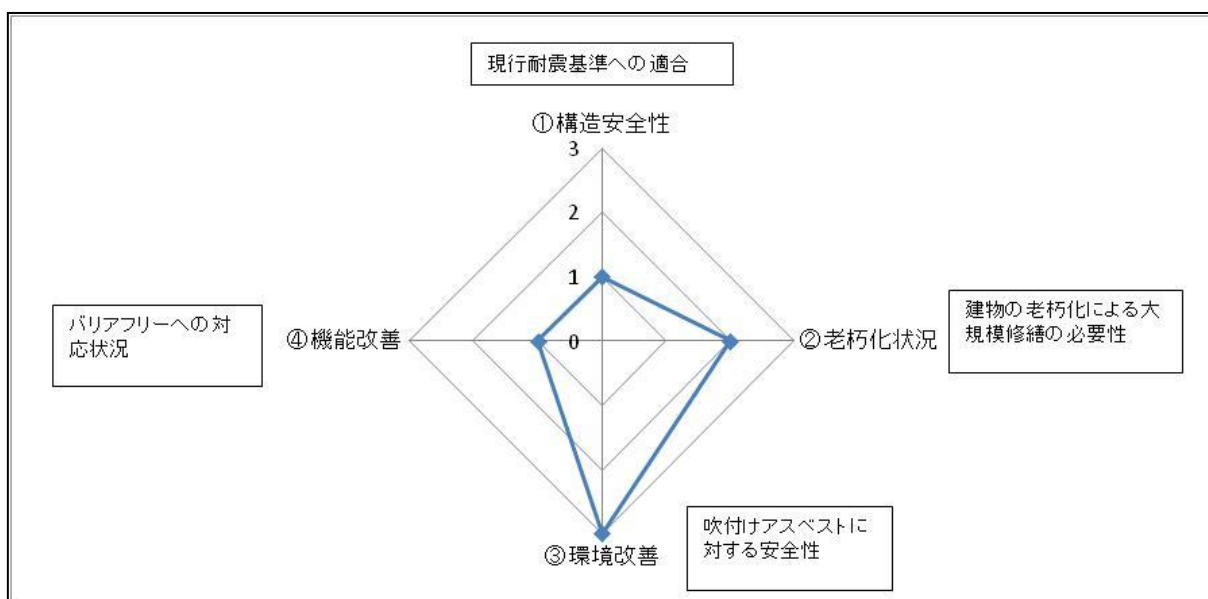 現行耐震基準への適合
①構造安全性
3
2
1
0
バリアフリーへの対
応状況
④機能改善
②老朽化状況
建物の老朽化による大
規模修繕の必要性
③環境改善
吹付けアスベストに
対する安全性